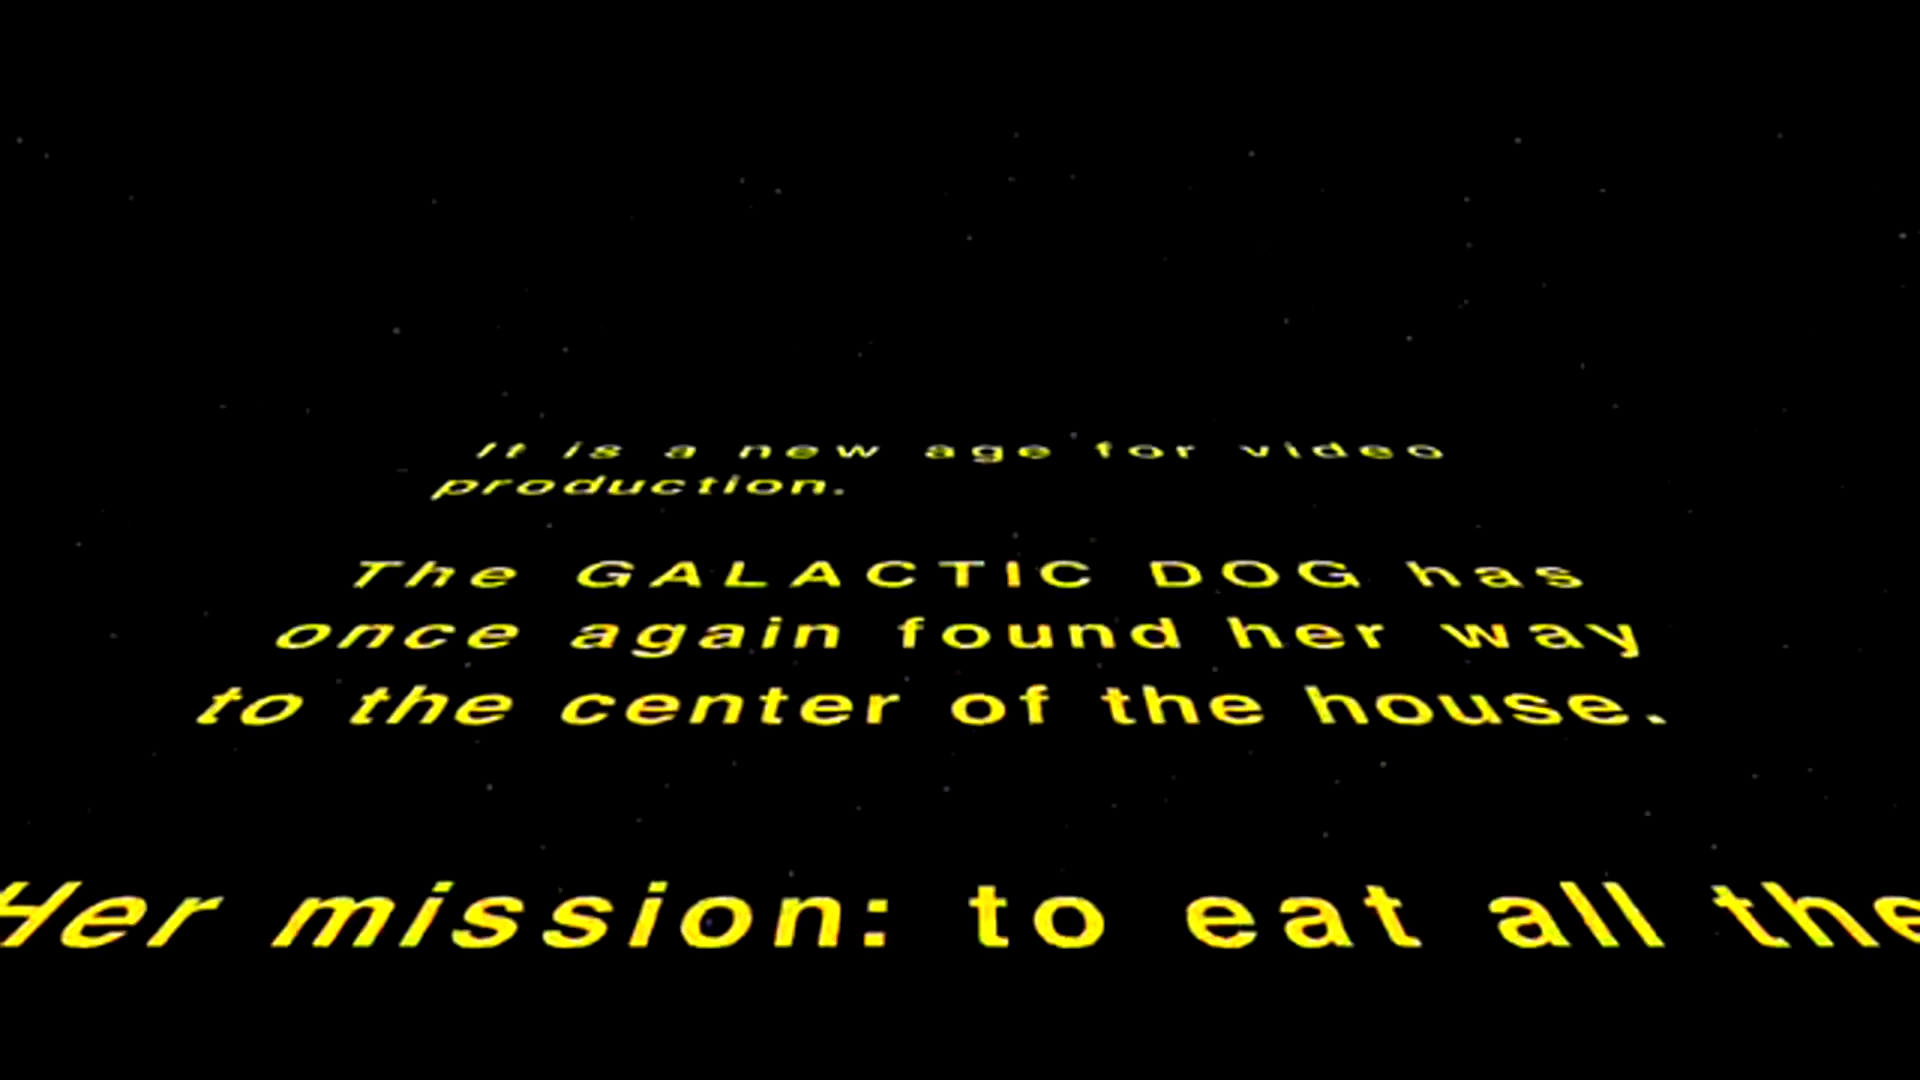 It is a new age for video
production.
The GALACTIC DOG has
once again found her way
to the center of the house.
Her mission: to eat all the